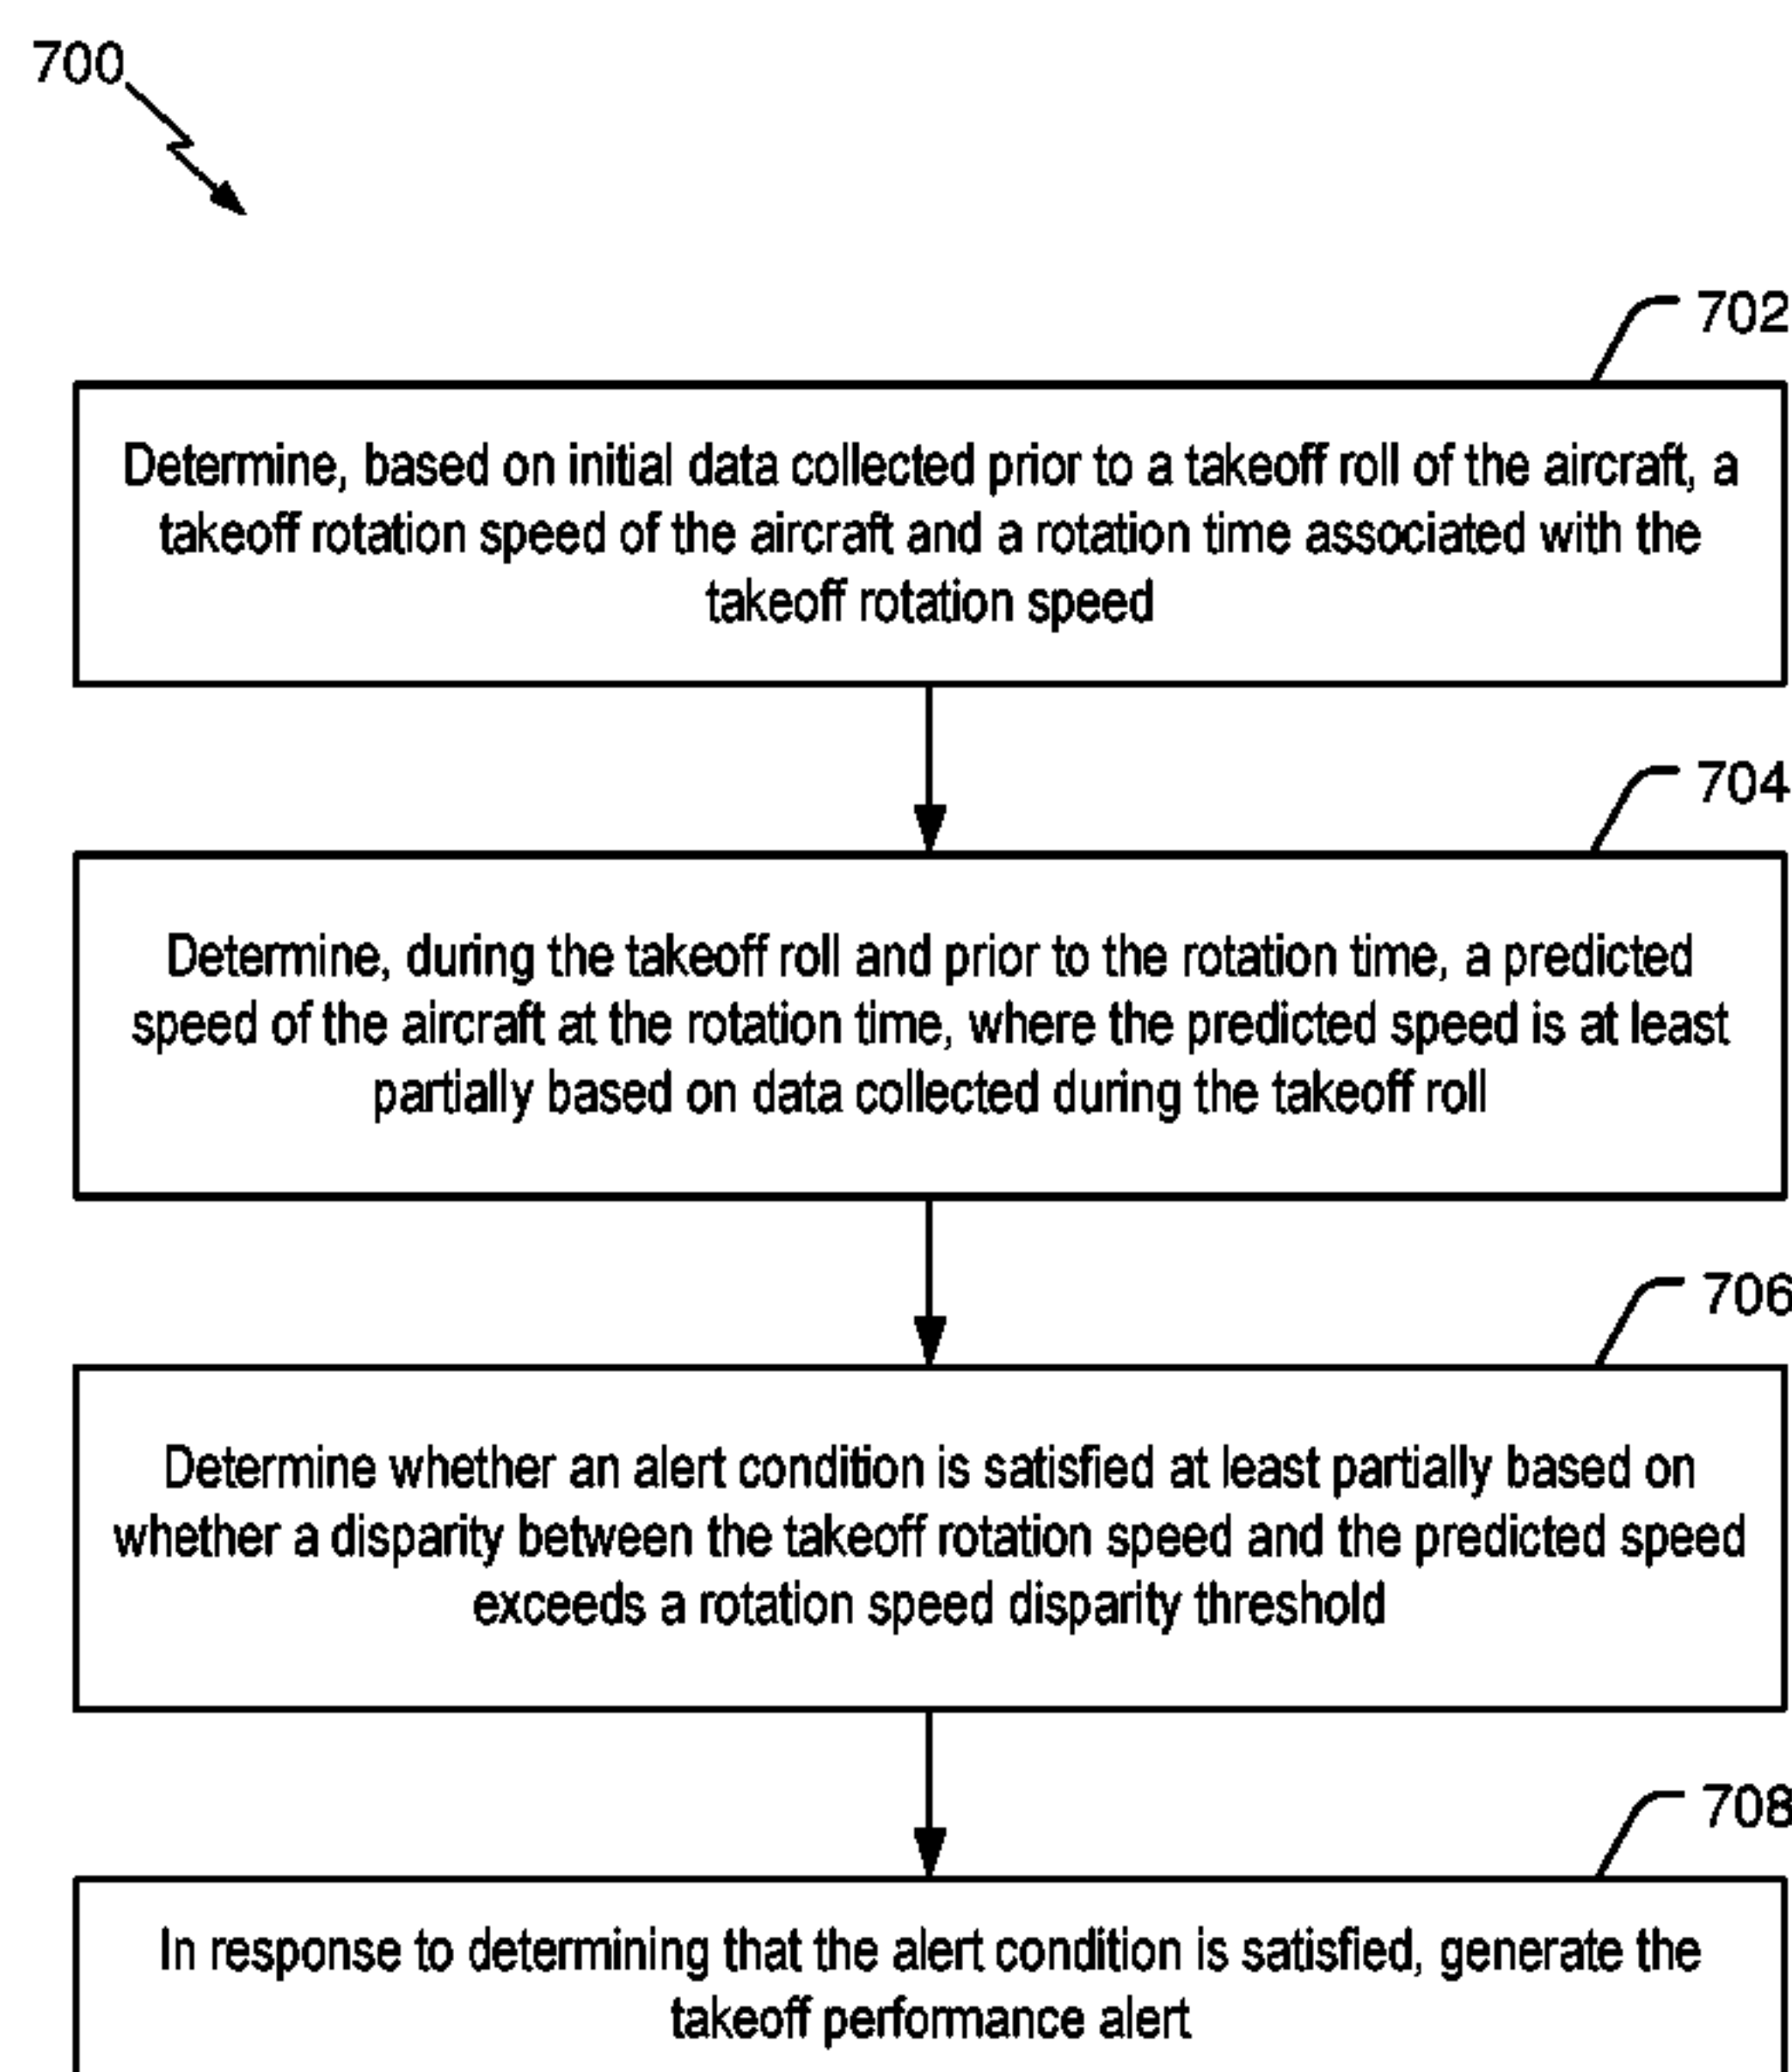 700
702
Determine, based on initial data collected prior to a takeoff roll of the aircraft, a
takeoff rotation speed of the aircraft and a rotation time associated with the
takeoff rotation speed
704
Determine, during the takeoff roll and prior to the rotation time, a predicted
speed of the aircraft at the rotation time, where the predicted speed is at least
partially based on data collected during the takeoff roll
706
Determine whether an alert condition is satisfied at least partially based on
whether a disparity between the takeoff rotation speed and the predicted speed
exceeds a rotation speed disparity threshold
708
In response to determining that the alert condition is satisfied, generate the
takeoff performance alert